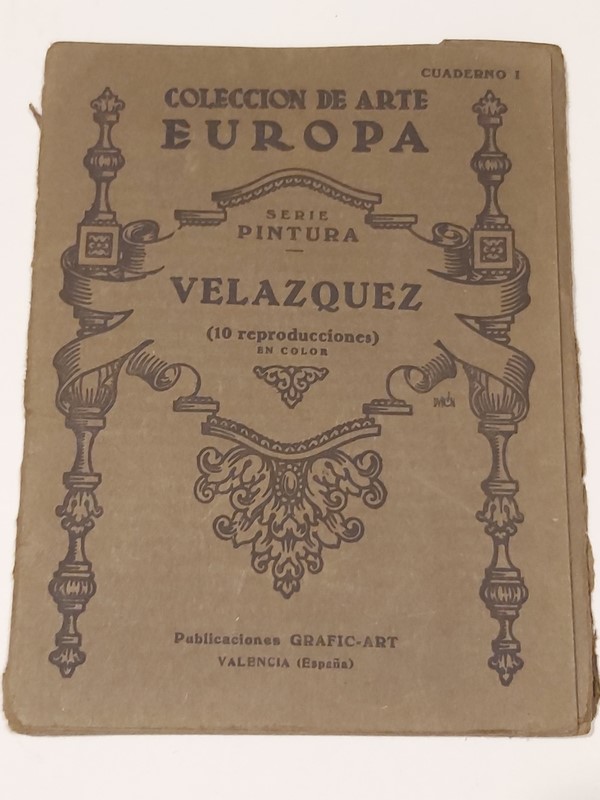 CUADERNO I
COLECCION DE ARTE
EUROPA
SERIE
PINTURA
VELAZQUEZ
(10 reproducciones)
EN COLOR
Publicaciones GRAFIC-ART
VALENCIA (España)